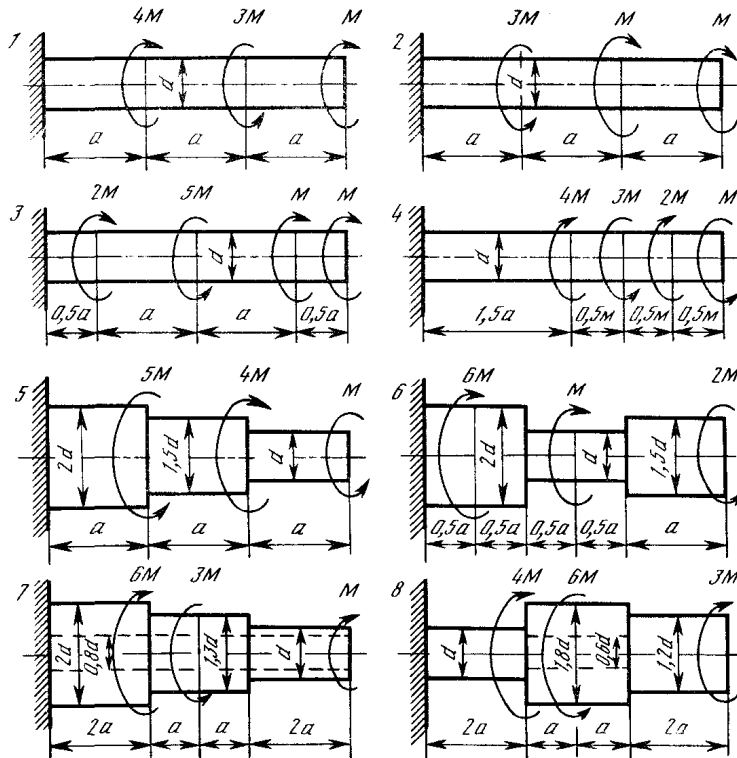 1 4M 3M M
d
a a a
2 3M M M
d
a a a
3 2M 5M M M
d
0,5a a a 0,5a
4 4M 3M 2M M
d
1,5a 0,5м 0,5м 0,5м
5 5M 4M M
2d 1,5d d
a a a
6 6M M 2M
2d d 1,5d
0,5a 0,5a 0,5a 0,5a a
7 6M 3M M
2d 0,8d 1,3d d
2a a a 2a
8 4M 6M 3M
d 1,8d 0,6d 1,2d
2a a a 2a